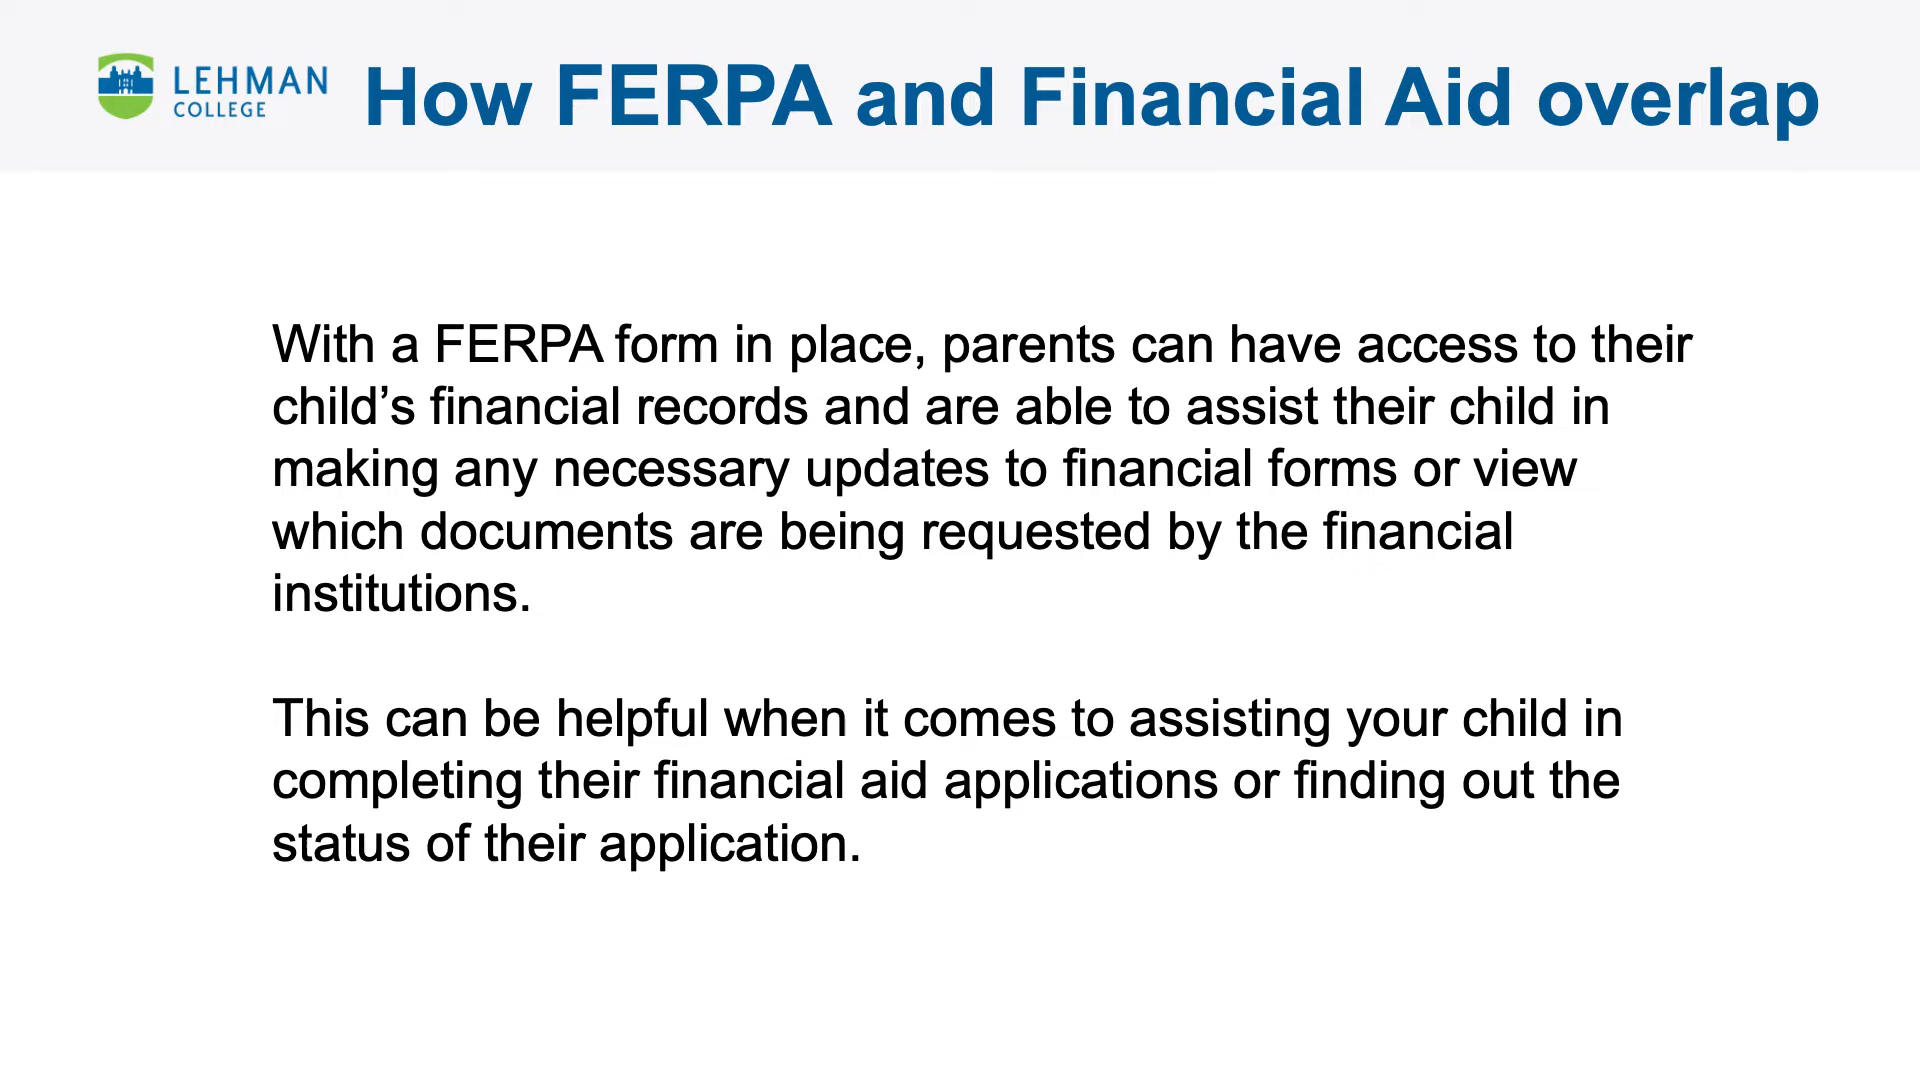 LEHMAN
COLLEGE
How FERPA and Financial Aid overlap
With a FERPA form in place, parents can have access to their
child’s financial records and are able to assist their child in
making any necessary updates to financial forms or view
which documents are being requested by the financial
institutions.
This can be helpful when it comes to assisting your child in
completing their financial aid applications or finding out the
status of their application.